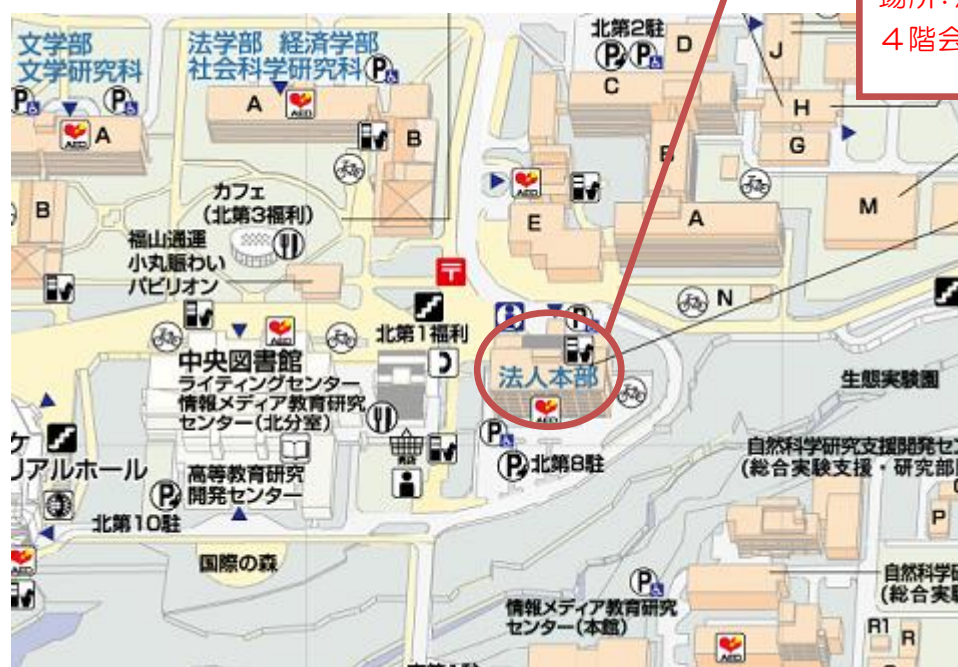 文学部
文学研究科
法学部 経済学部
社会科学研究科
北第2駐
場所:
4階会
A
B
A
B
C
D
E
B
A
J
H
G
M
N
AED
カフェ
(北第3福利)
福山通運
小丸賑わい
パビリオン
〒
北第1福利
中央図書館
ライティングセンター
情報メディア教育研究
センター(北分室)
高等教育研究
開発センター
北第10駐
国際の森
法人本部
AED
北第8駐
生態実験園
自然科学研究支援開発セン
(総合実験支援・研究部
リアルホール
P
自然科学研
(総合実験
情報メディア教育研究
センター(本館)
AED
R1
R